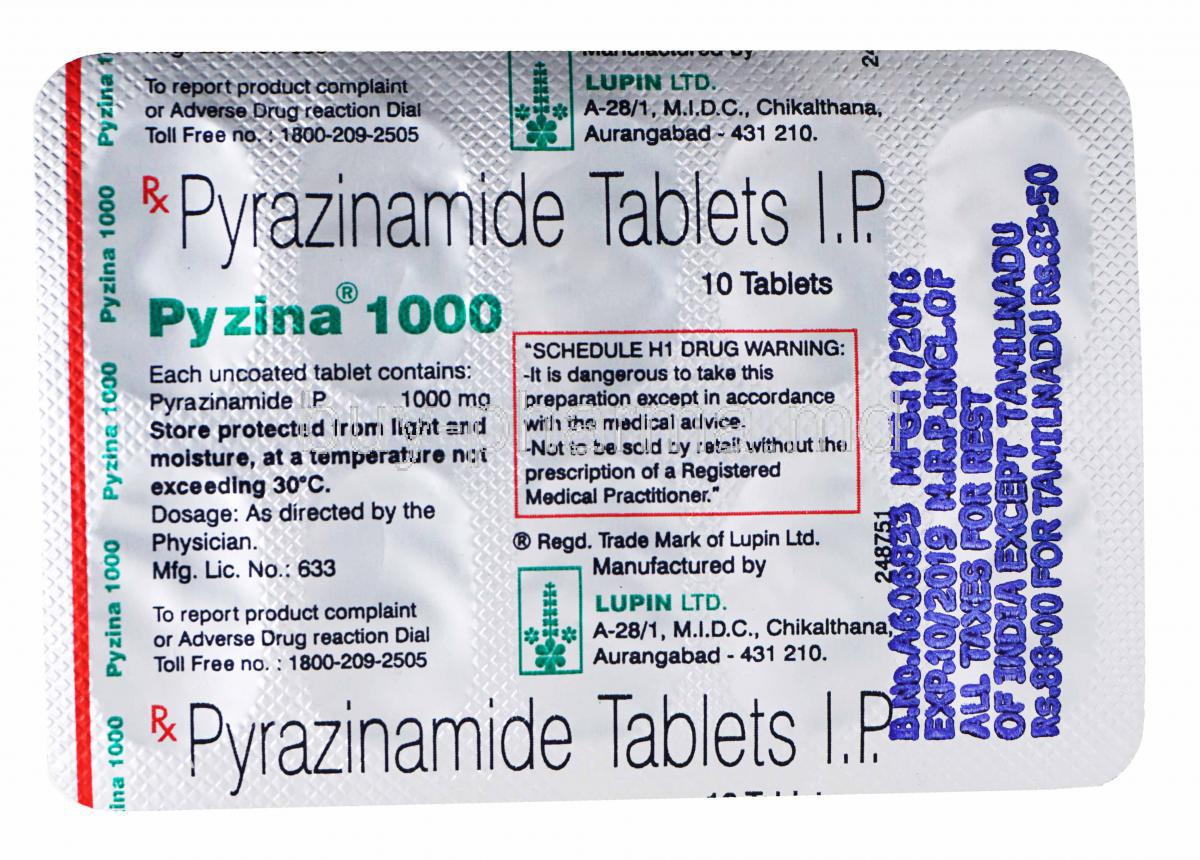 To report product complaint
or Adverse Drug reaction Dial
Toll Free no. : 1800-209-2505
Manufactured by
LUPIN LTD.
A-28/1, M.I.D.C., Chikalthana,
Aurangabad - 431 210.
Rx Pyrazinamide Tablets I.P.
10 Tablets
Pyzina® 1000
Each uncoated tablet contains:
Pyrazinamide I.P. 1000 mg
Store protected from light and
moisture, at a temperature not
exceeding 30°C.
Dosage: As directed by the
Physician.
Mfg. Lic. No.: 633
"SCHEDULE H1 DRUG WARNING:
-It is dangerous to take this
preparation except in accordance
with the medical advice.
-Not to be sold by retail without the
prescription of a Registered
Medical Practitioner."
® Regd. Trade Mark of Lupin Ltd.
Manufactured by
LUPIN LTD.
A-28/1, M.I.D.C., Chikalthana,
Aurangabad - 431 210.
To report product complaint
or Adverse Drug reaction Dial
Toll Free no. : 1800-209-2505
Rx Pyrazinamide Tablets I.P.
10 Tablets
Pyzina 1000
Pyzina 1000
Pyzina 1000
Pyzina 1000
248751
MFG.11/2016
EXP.10/2019 M.R.P.INCL.OF
ALL TAXES FOR REST
OF INDIA EXCEPT TAMILNADU
Rs.88-00 FOR TAMILNADU Rs.83-50